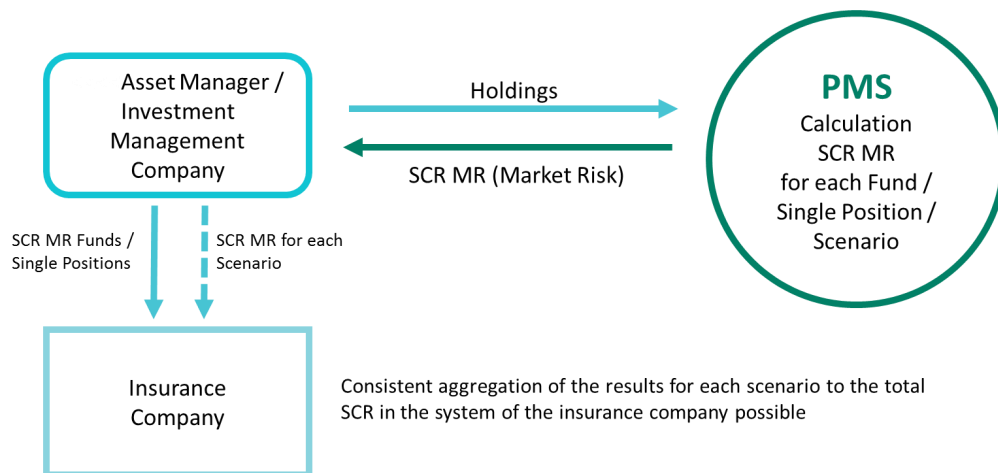 Asset Manager /
Investment
Management
Company
Holdings
SCR MR (Market Risk)
PMS
Calculation
SCR MR
for each Fund /
Single Position /
Scenario
SCR MR Funds /
Single Positions
SCR MR for each
Scenario
Insurance
Company
Consistent aggregation of the results for each scenario to the total
SCR in the system of the insurance company possible